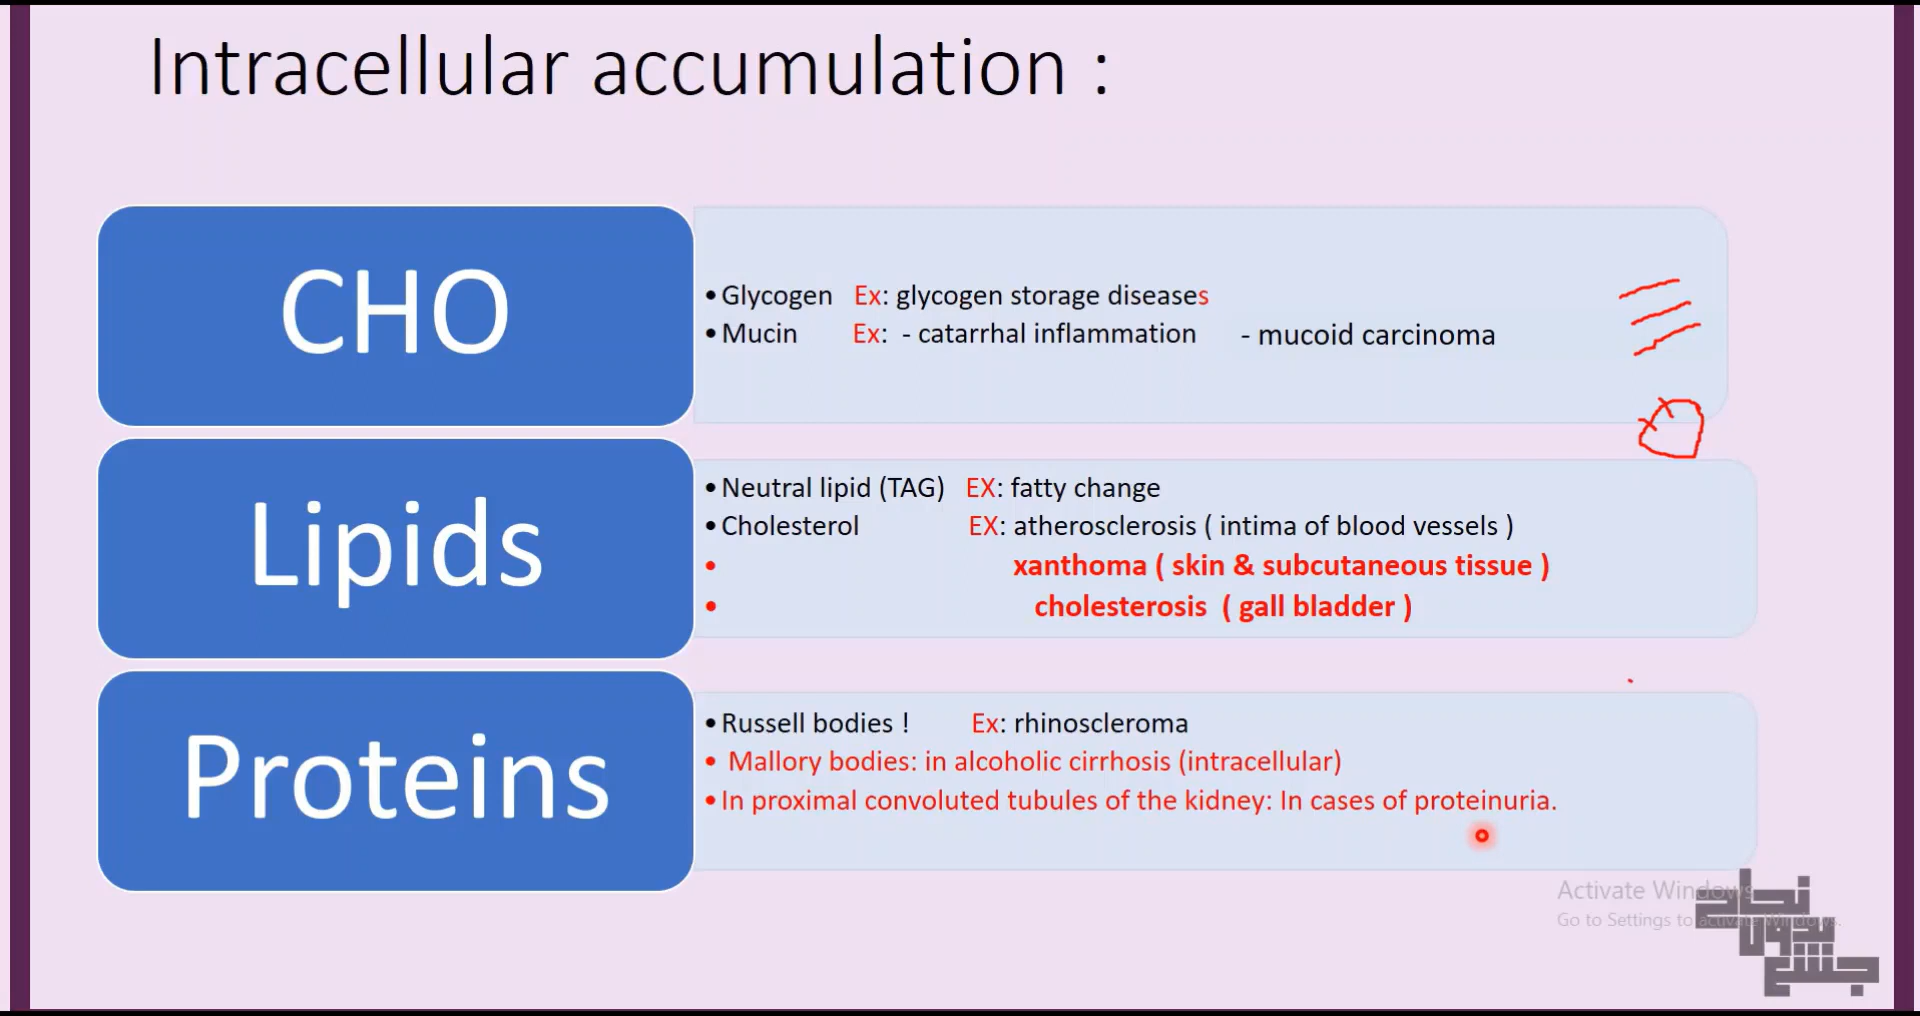 Intracellular accumulation :
CHO
• Glycogen Ex: glycogen storage diseases
• Mucin Ex: - catarrhal inflammation - mucoid carcinoma
Lipids
• Neutral lipid (TAG) EX: fatty change
• Cholesterol EX: atherosclerosis ( intima of blood vessels )
• xanthoma ( skin & subcutaneous tissue )
• cholesterosis ( gall bladder )
Proteins
• Russell bodies ! Ex: rhinoscleroma
• Mallory bodies: in alcoholic cirrhosis (intracellular)
• In proximal convoluted tubules of the kidney: In cases of proteinuria.
Activate Windows
Go to Settings to activate Windows.
نجاح
بدون
جشع